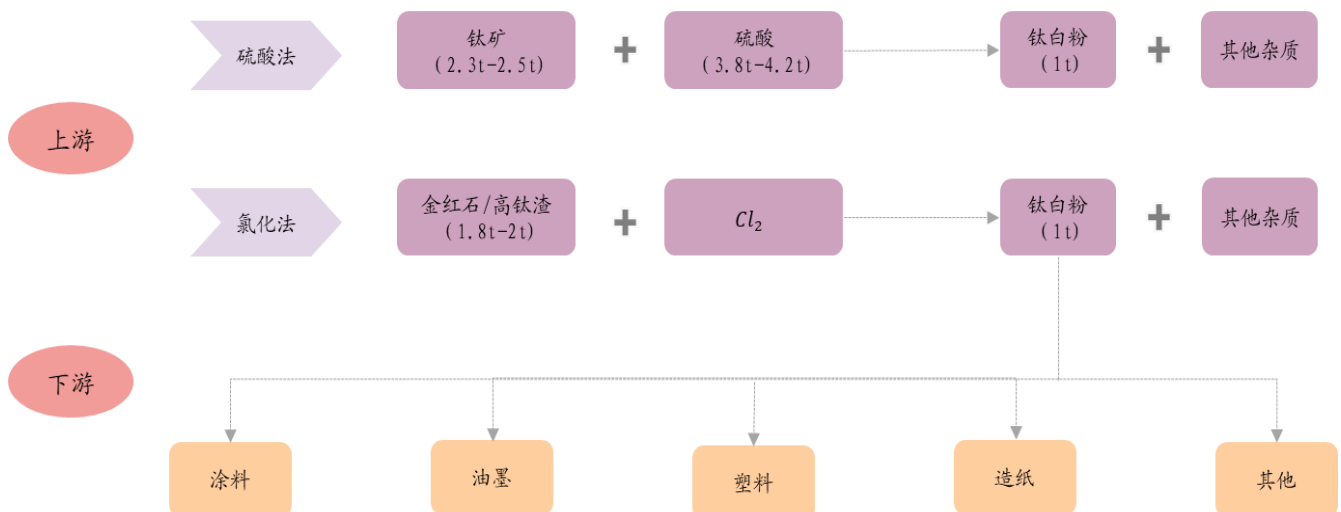 上游
硫酸法
钛矿
(2.3t-2.5t)
+
硫酸
(3.8t-4.2t)
钛白粉
(1t)
+
其他杂质
氯化法
金红石/高钛渣
(1.8t-2t)
+
Cl₂
钛白粉
(1t)
+
其他杂质
下游
涂料
油墨
塑料
造纸
其他